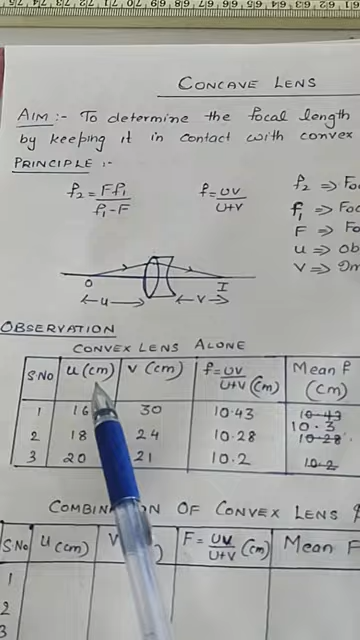 CONCAVE LENS
AIM :- To determine the focal length
by keeping it in contact with convex
PRINCIPLE :-
f₂ = Ff₁/f₁-F f = uv/u+v
f₂ ⇒ Foc
f₁ ⇒ Foc
F ⇒ Fo
u ⇒ Ob
v ⇒ Im
O I
←u→ ←v→
OBSERVATION
CONVEX LENS ALONE
S.NO u (cm) v (cm) f = uv/u+v (cm) Mean f (cm)
1 16 30 10.43 10.43
10.3
2 18 24 10.28 10.28
3 20 21 10.2 10.2
OF CONVEX LENS
S.NO u (cm) V F = uv/u+v (cm) Mean F
1
2
3